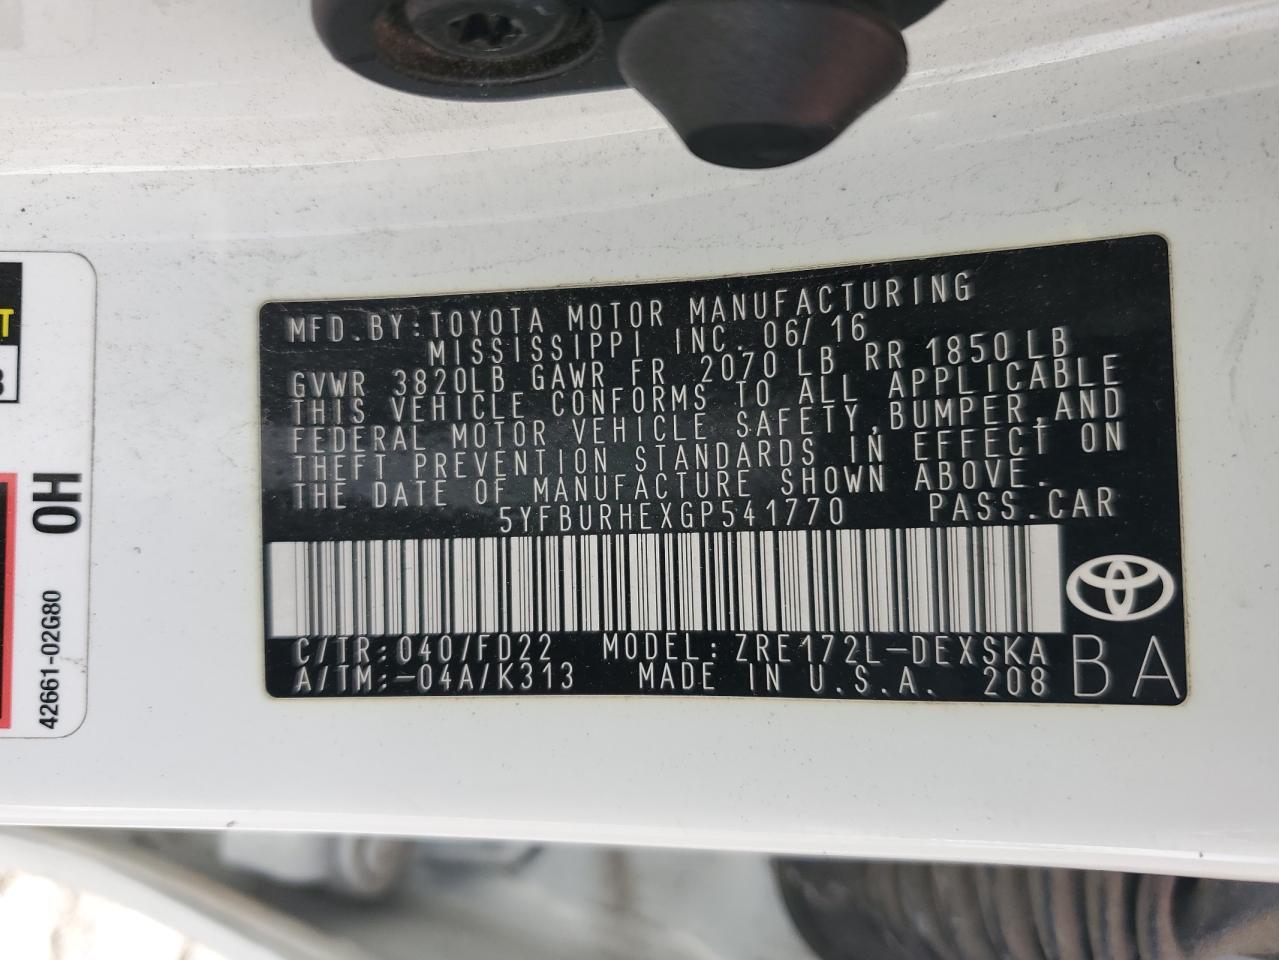 MFD.BY:TOYOTA MOTOR MANUFACTURING
MISSISSIPPI INC. 06/16
GVWR 3820LB GAWR FR 2070 LB RR 1850 LB
THIS VEHICLE CONFORMS TO ALL APPLICABLE
FEDERAL MOTOR VEHICLE SAFETY,BUMPER,AND
THEFT PREVENTION STANDARDS IN EFFECT ON
THE DATE OF MANUFACTURE SHOWN ABOVE.
5YFBURHEXGP541770 PASS.CAR
C/TR:040/FD22 MODEL:ZRE172L-DEXSKA
A/TM:-04A/K313 MADE IN U.S.A. 208
BA
OH
42661-02G80